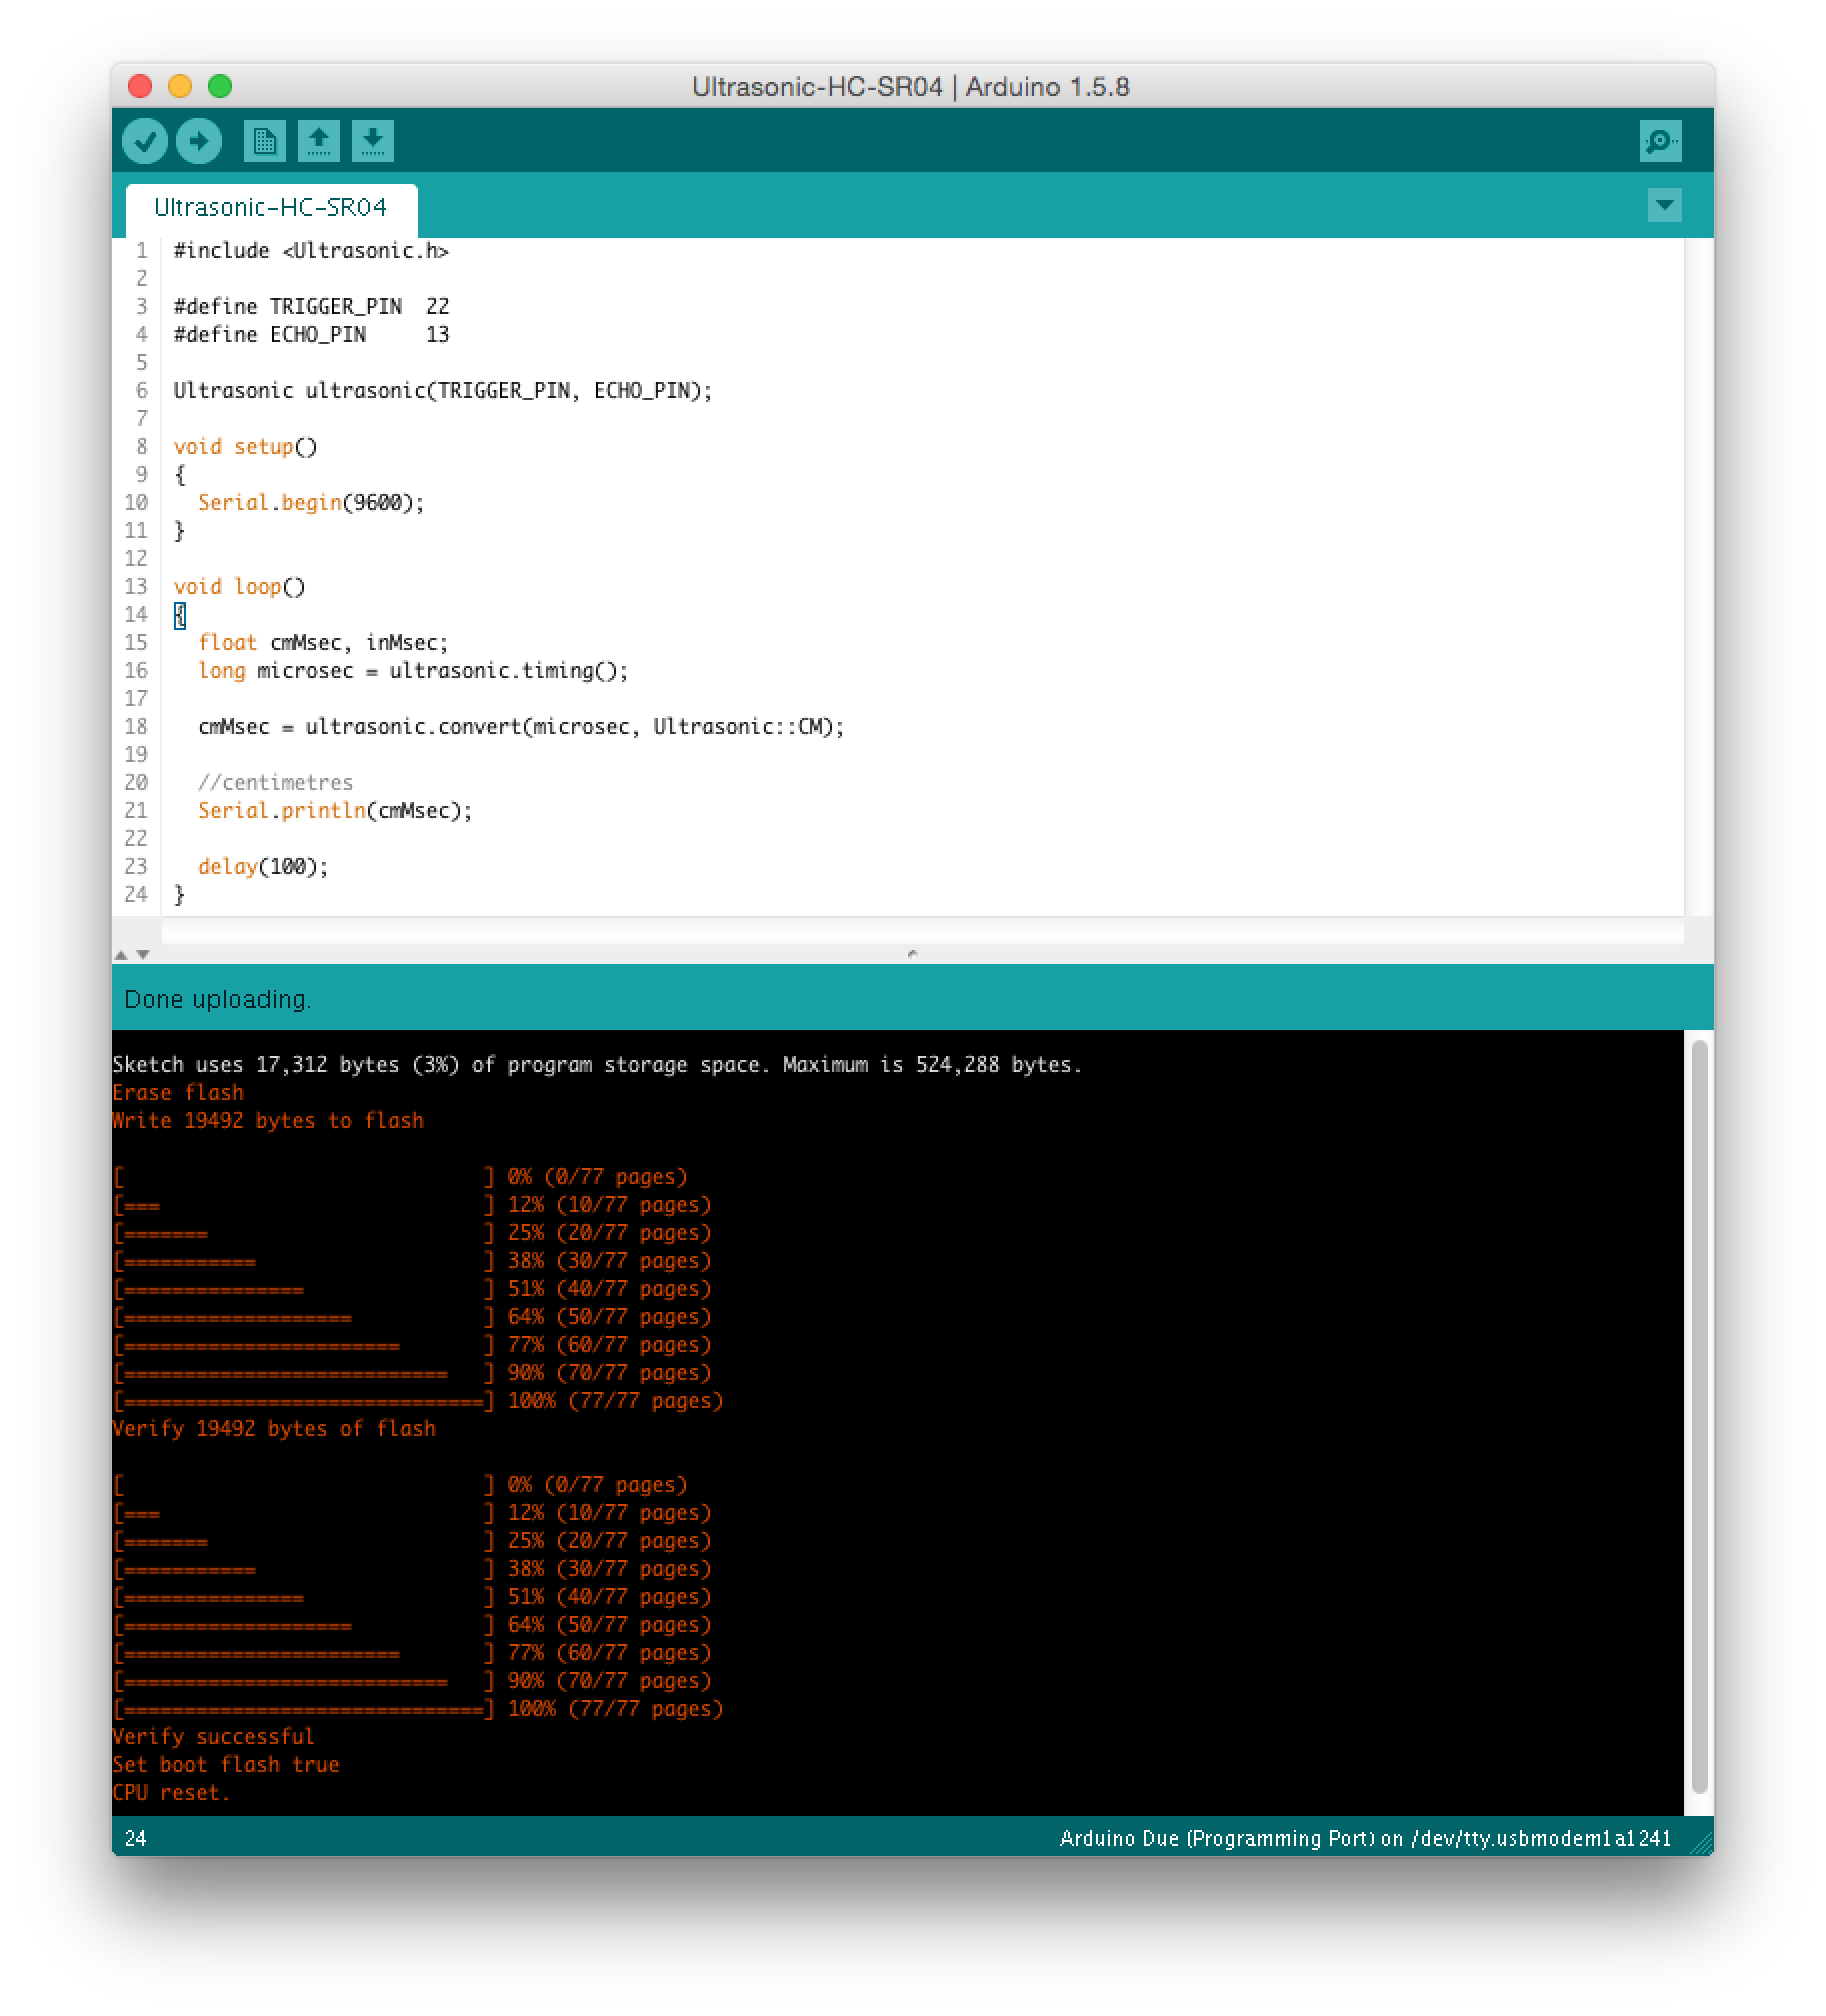 Ultrasonic-HC-SR04 | Arduino 1.5.8
Ultrasonic-HC-SR04
1 #include <Ultrasonic.h>
2
3 #define TRIGGER_PIN  22
4 #define ECHO_PIN     13
5
6 Ultrasonic ultrasonic(TRIGGER_PIN, ECHO_PIN);
7
8 void setup()
9 {
10   Serial.begin(9600);
11 }
12
13 void loop()
14 {
15   float cmMsec, inMsec;
16   long microsec = ultrasonic.timing();
17
18   cmMsec = ultrasonic.convert(microsec, Ultrasonic::CM);
19
20   //centimetres
21   Serial.println(cmMsec);
22
23   delay(100);
24 }
Done uploading.
Sketch uses 17,312 bytes (3%) of program storage space. Maximum is 524,288 bytes.
Erase flash
Write 19492 bytes to flash
[                              ] 0% (0/77 pages)
[===                           ] 12% (10/77 pages)
[=======                       ] 25% (20/77 pages)
[===========                   ] 38% (30/77 pages)
[===============               ] 51% (40/77 pages)
[===================           ] 64% (50/77 pages)
[=======================       ] 77% (60/77 pages)
[===========================   ] 90% (70/77 pages)
[==============================] 100% (77/77 pages)
Verify 19492 bytes of flash
[                              ] 0% (0/77 pages)
[===                           ] 12% (10/77 pages)
[=======                       ] 25% (20/77 pages)
[===========                   ] 38% (30/77 pages)
[===============               ] 51% (40/77 pages)
[===================           ] 64% (50/77 pages)
[=======================       ] 77% (60/77 pages)
[===========================   ] 90% (70/77 pages)
[==============================] 100% (77/77 pages)
Verify successful
Set boot flash true
CPU reset.
24 Arduino Due (Programming Port) on /dev/tty.usbmodem1a1241